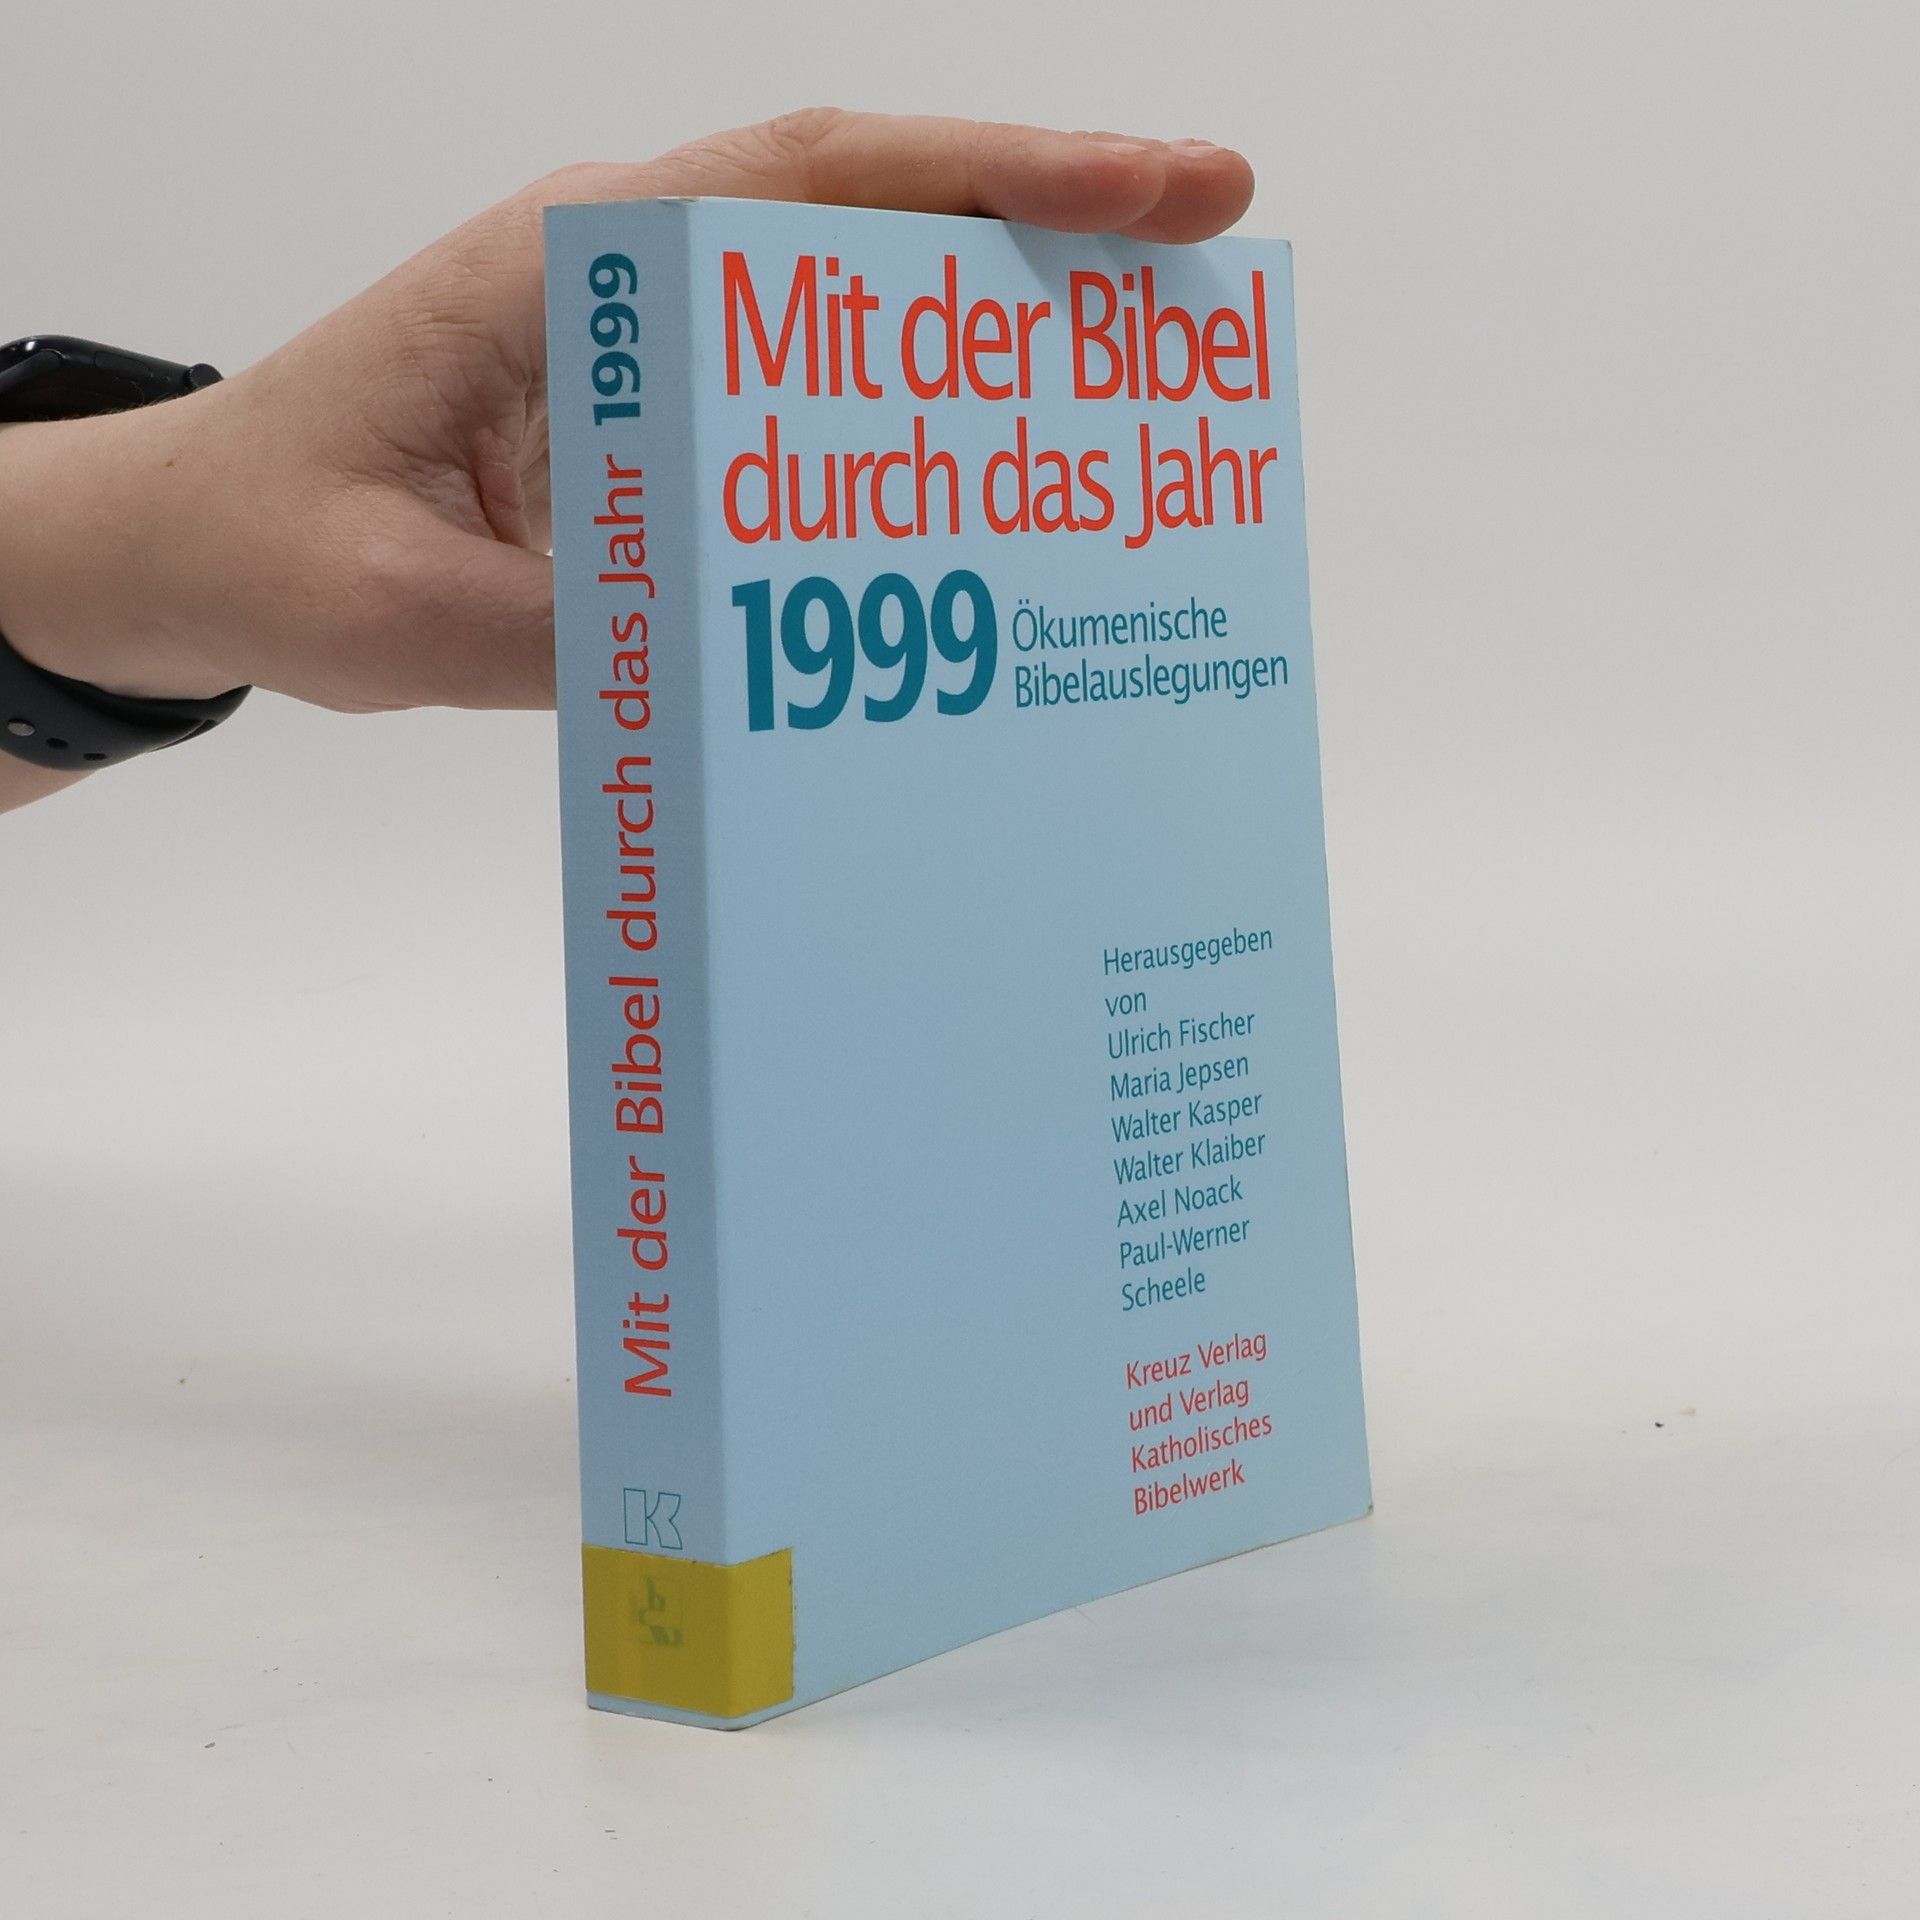 Mit der Bibel durch das Jahr 1999
K
Mit der Bibel
durch das Jahr
1999
Ökumenische
Bibelauslegungen
Herausgegeben
von
Ulrich Fischer
Maria Jepsen
Walter Kasper
Walter Klaiber
Axel Noack
Paul-Werner
Scheele
Kreuz Verlag
und Verlag
Katholisches
Bibelwerk